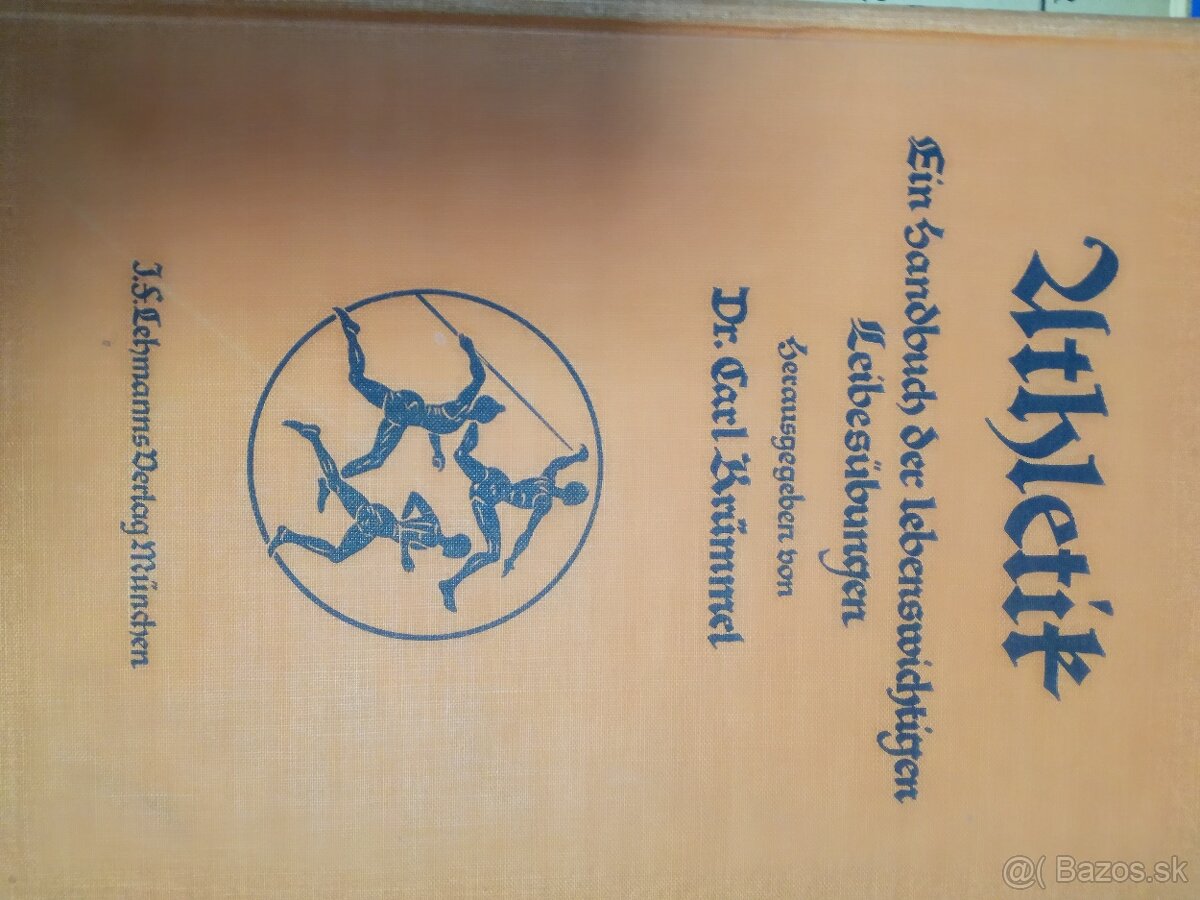 Athletik
Ein Handbuch der lebenswichtigen
Leibesübungen
Herausgegeben von
Dr. Carl Krümmel
J. F. Lehmanns Verlag München
@( Bazos.sk